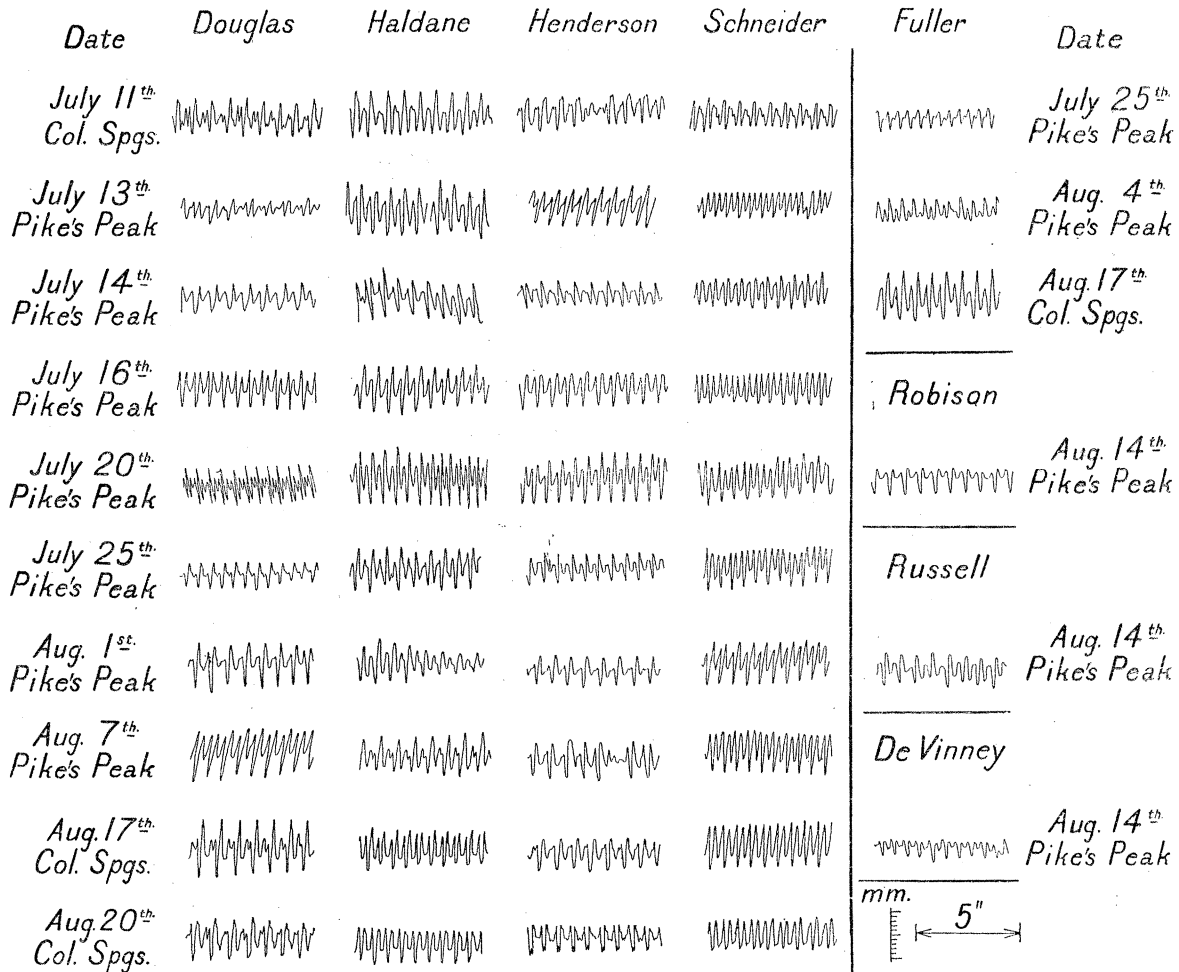 Date Douglas Haldane Henderson Schneider Fuller Date
July 11th.
Col. Spgs.
July 25th.
Pike's Peak
July 13th.
Pike's Peak
Aug. 4th.
Pike's Peak
July 14th.
Pike's Peak
Aug. 17th.
Col. Spgs.
July 16th.
Pike's Peak
Robison
July 20th.
Pike's Peak
Aug. 14th.
Pike's Peak
July 25th.
Pike's Peak
Russell
Aug. 1st.
Pike's Peak
Aug. 14th.
Pike's Peak
Aug. 7th.
Pike's Peak
De Vinney
Aug. 17th.
Col. Spgs.
Aug. 14th.
Pike's Peak
Aug. 20th.
Col. Spgs.
mm.
5"